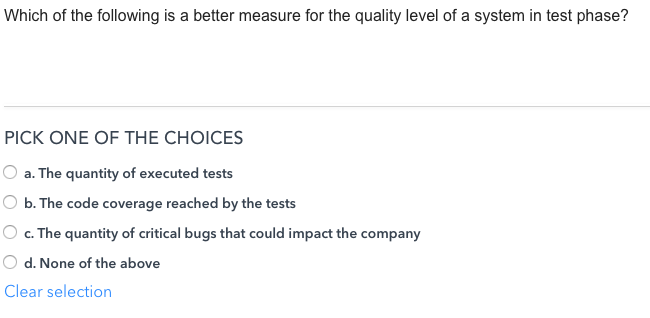 Which of the following is a better measure for the quality level of a system in test phase?
PICK ONE OF THE CHOICES
a. The quantity of executed tests
b. The code coverage reached by the tests
c. The quantity of critical bugs that could impact the company
d. None of the above
Clear selection